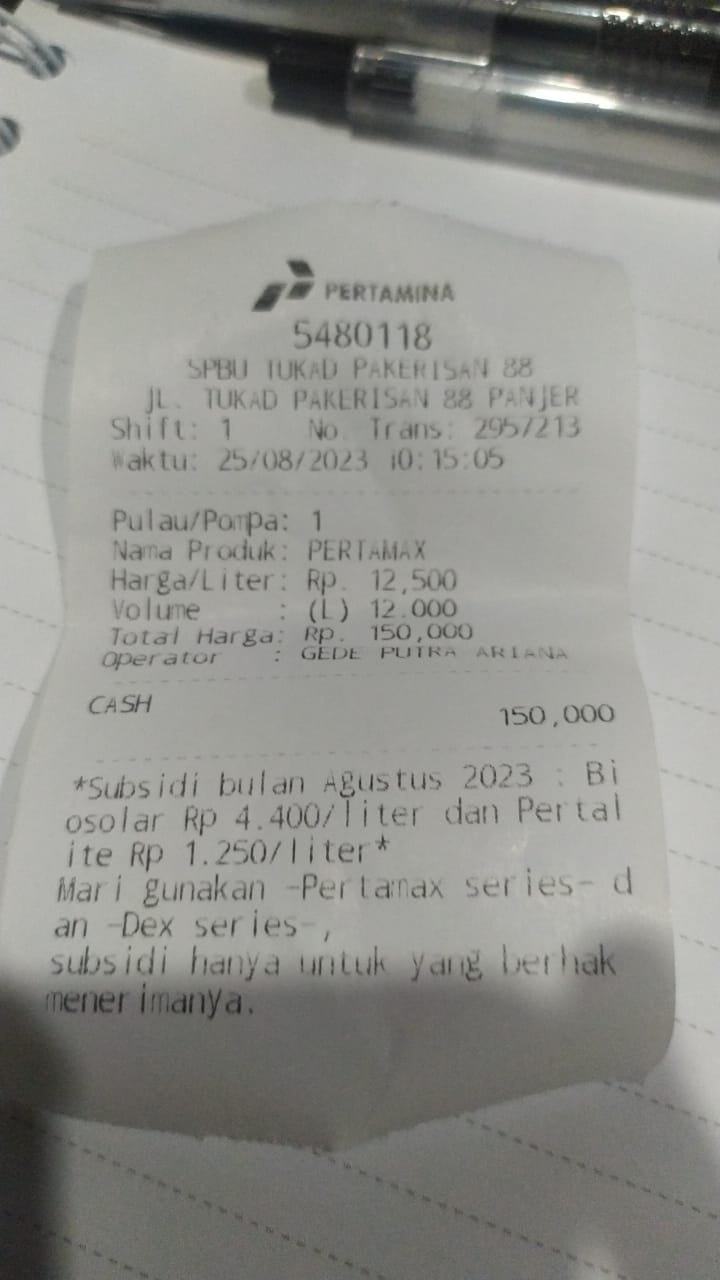 PERTAMINA
5480118
SPBU TUKAD PAKERISAN 88
JL. TUKAD PAKERISAN 88 PANJER
Shift: 1 No. Trans: 2957213
Waktu: 25/08/2023 10:15:05
Pulau/Pompa: 1
Nama Produk: PERTAMAX
Harga/Liter: Rp. 12,500
Volume : (L) 12.000
Total Harga: Rp. 150,000
Operator : GEDE PUTRA ARIANA
CASH 150,000
*Subsidi bulan Agustus 2023 : Bi
osolar Rp 4.400/liter dan Pertal
ite Rp 1.250/liter*
Mari gunakan -Pertamax series- d
an -Dex series-,
subsidi hanya untuk yang berhak
menerimanya.